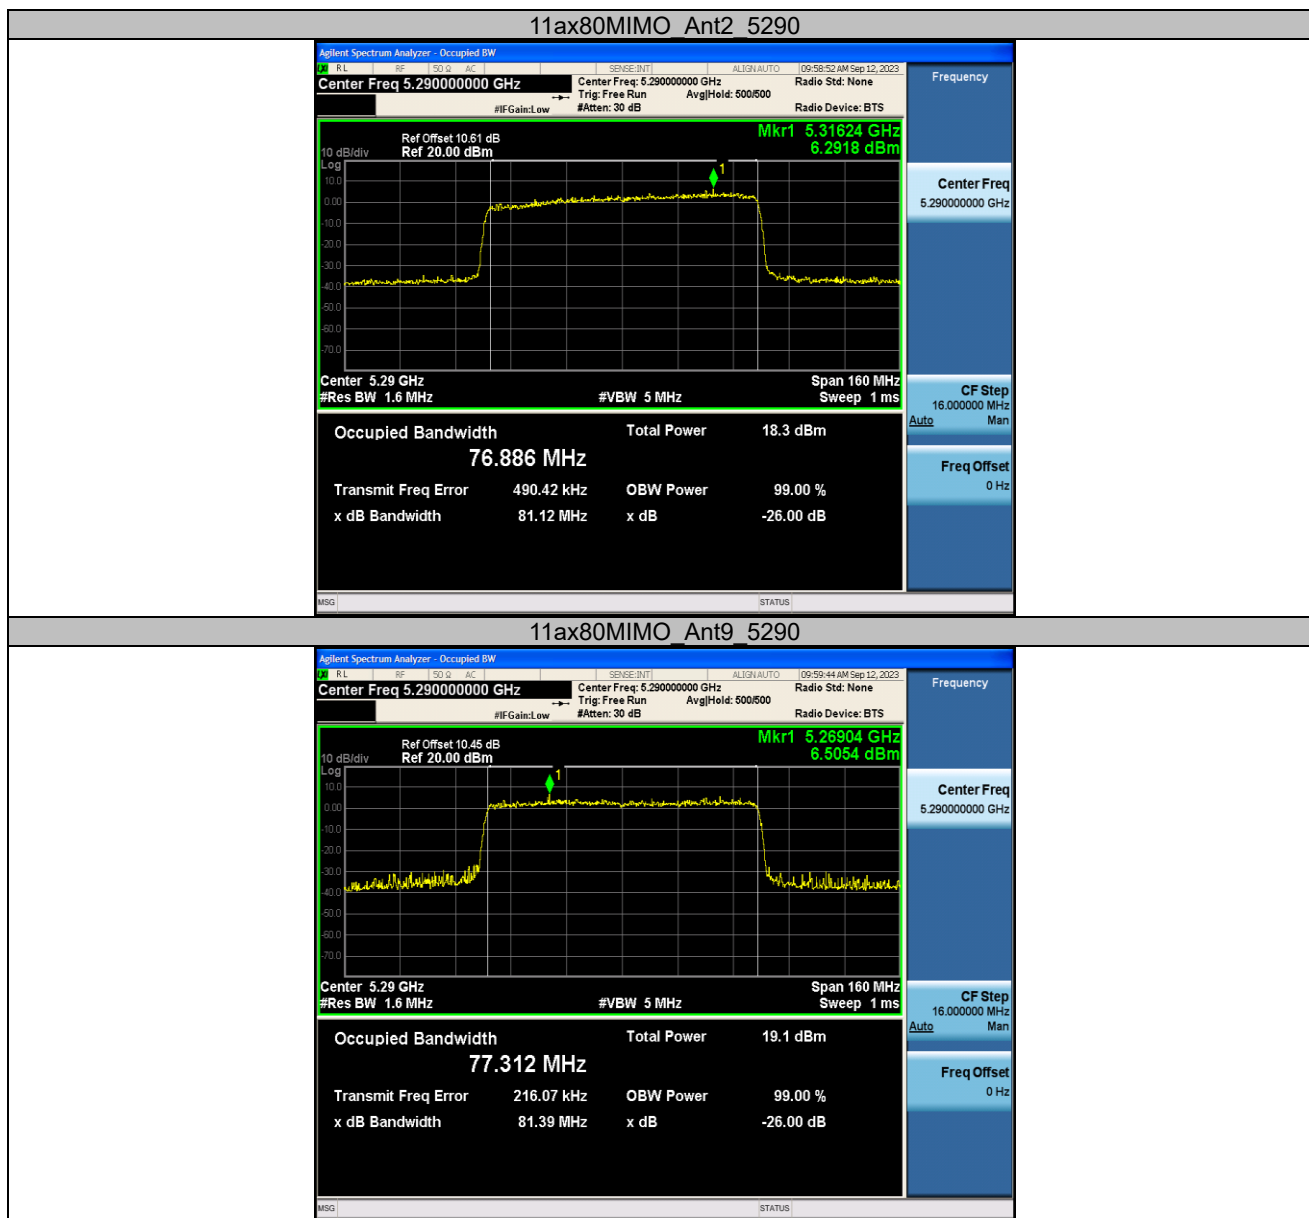 11ax80MIMO_Ant2_5290
Agilent Spectrum Analyzer - Occupied BW
RL RF 50 Ω AC SENSE:INT ALIGN AUTO 09:58:52 AM Sep 12, 2023
Center Freq 5.290000000 GHz
Center Freq: 5.290000000 GHz Radio Std: None
Trig: Free Run Avg|Hold: 500/500
#IFGain:Low #Atten: 30 dB Radio Device: BTS
Frequency
Mkr1 5.31624 GHz
6.2918 dBm
Ref Offset 10.61 dB
10 dB/div Ref 20.00 dBm
Log
1
10.0
0.00
-10.0
-20.0
-30.0
-40.0
-50.0
-60.0
-70.0
Center 5.29 GHz Span 160 MHz
#Res BW 1.6 MHz #VBW 5 MHz Sweep 1 ms
Center Freq
5.290000000 GHz
CF Step
16.000000 MHz
Auto Man
Freq Offset
0 Hz
Occupied Bandwidth Total Power 18.3 dBm
76.886 MHz
Transmit Freq Error 490.42 kHz OBW Power 99.00 %
x dB Bandwidth 81.12 MHz x dB -26.00 dB
MSG STATUS
11ax80MIMO_Ant9_5290
Agilent Spectrum Analyzer - Occupied BW
RL RF 50 Ω AC SENSE:INT ALIGN AUTO 09:59:44 AM Sep 12, 2023
Center Freq 5.290000000 GHz
Center Freq: 5.290000000 GHz Radio Std: None
Trig: Free Run Avg|Hold: 500/500
#IFGain:Low #Atten: 30 dB Radio Device: BTS
Frequency
Mkr1 5.26904 GHz
6.5054 dBm
Ref Offset 10.45 dB
10 dB/div Ref 20.00 dBm
Log
1
10.0
0.00
-10.0
-20.0
-30.0
-40.0
-50.0
-60.0
-70.0
Center 5.29 GHz Span 160 MHz
#Res BW 1.6 MHz #VBW 5 MHz Sweep 1 ms
Center Freq
5.290000000 GHz
CF Step
16.000000 MHz
Auto Man
Freq Offset
0 Hz
Occupied Bandwidth Total Power 19.1 dBm
77.312 MHz
Transmit Freq Error 216.07 kHz OBW Power 99.00 %
x dB Bandwidth 81.39 MHz x dB -26.00 dB
MSG STATUS